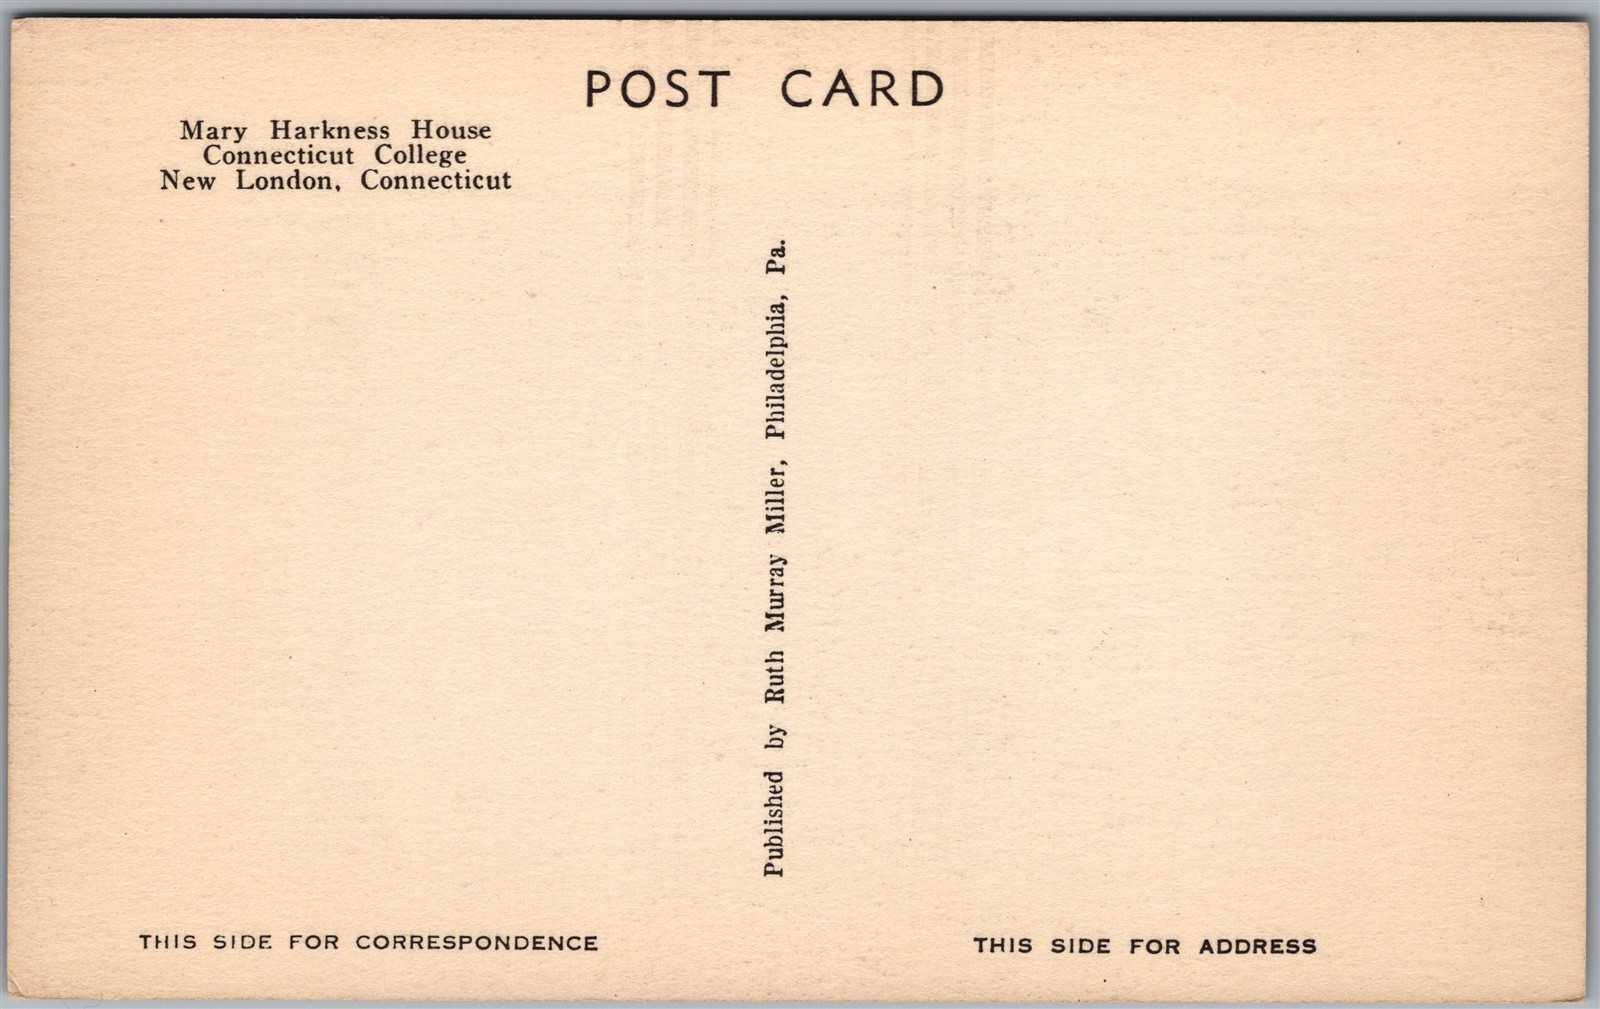 POST CARD
Mary Harkness House
Connecticut College
New London, Connecticut
Published by Ruth Murray Miller, Philadelphia, Pa.
THIS SIDE FOR CORRESPONDENCE
THIS SIDE FOR ADDRESS